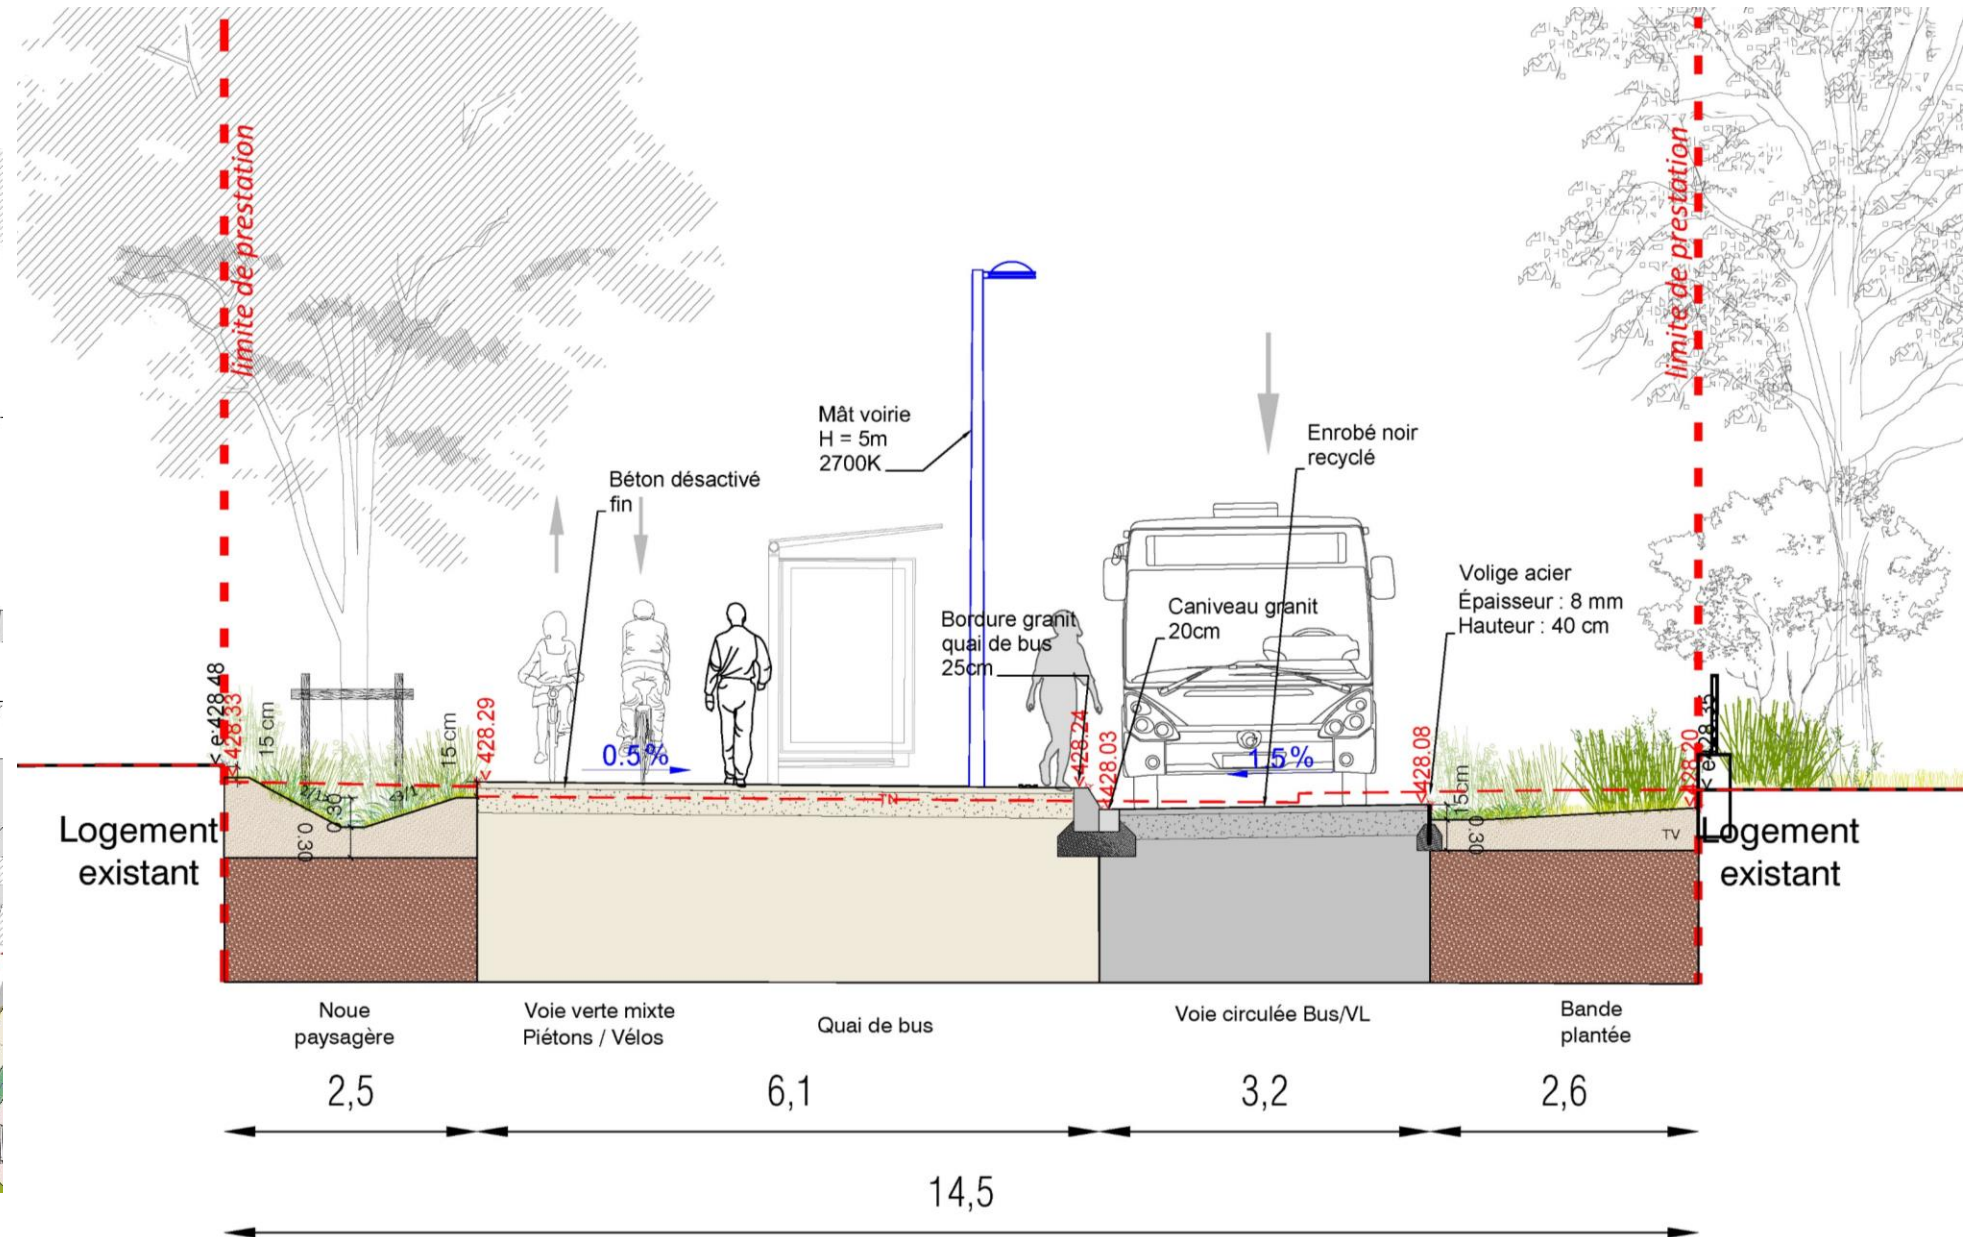 limite de prestation
limite de prestation
Mât voirie
H = 5m
2700K
Enrobé noir
recyclé
Béton désactivé
fin
Volige acier
Épaisseur : 8 mm
Hauteur : 40 cm
Bordure granit
quai de bus
25cm
Caniveau granit
20cm
< e:428.48
<428.33
15 cm
15 cm
< 428.29
0.5%
<428.24
<428.03
1.5%
<428.08
15cm
0.30
<428.20
< e:428.35
TN
0.30
0.30
TV
Logement
existant
Logement
existant
Noue
paysagère
Voie verte mixte
Piétons / Vélos
Quai de bus
Voie circulée Bus/VL
Bande
plantée
2,5
6,1
3,2
2,6
14,5